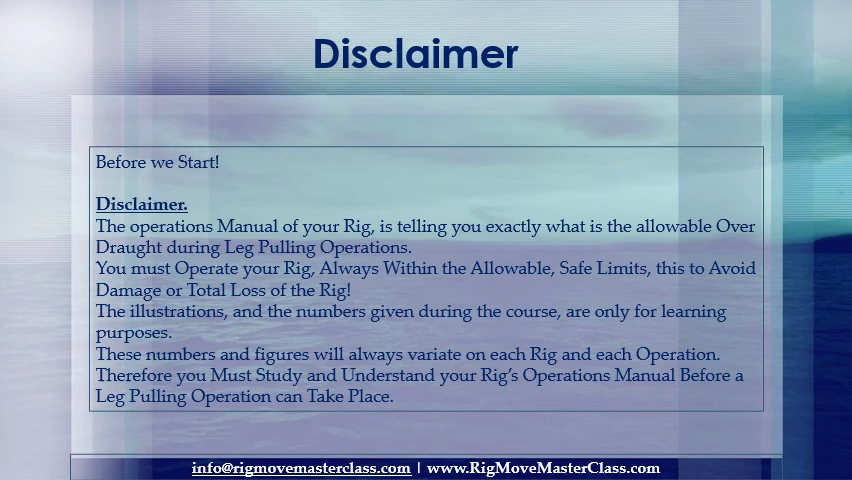 Disclaimer
Before we Start!
Disclaimer.
The operations Manual of your Rig, is telling you exactly what is the allowable Over
Draught during Leg Pulling Operations.
You must Operate your Rig, Always Within the Allowable, Safe Limits, this to Avoid
Damage or Total Loss of the Rig!
The illustrations, and the numbers given during the course, are only for learning
purposes.
These numbers and figures will always variate on each Rig and each Operation.
Therefore you Must Study and Understand your Rig’s Operations Manual Before a
Leg Pulling Operation can Take Place.
info@rigmovemasterclass.com | www.RigMoveMasterClass.com